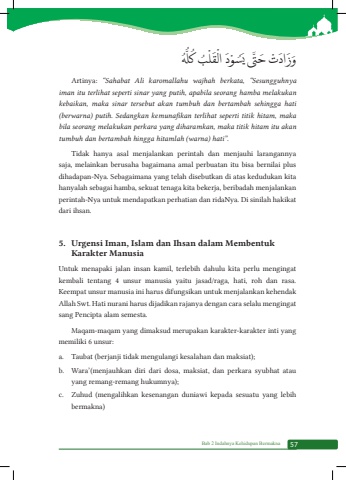 وَزَادَتْ حَتَّى يَسْوَدَ الْقَلْبُ كُلُّهُ
Artinya: "Sahabat Ali karomallahu wajhah berkata, "Sesungguhnya
iman itu terlihat seperti sinar yang putih, apabila seorang hamba melakukan
kebaikan, maka sinar tersebut akan tumbuh dan bertambah sehingga hati
(berwarna) putih. Sedangkan kemunafikan terlihat seperti titik hitam, maka
bila seorang melakukan perkara yang diharamkan, maka titik hitam itu akan
tumbuh dan bertambah hingga hitamlah (warna) hati".
Tidak hanya asal menjalankan perintah dan menjauhi larangannya
saja, melainkan berusaha bagaimana amal perbuatan itu bisa bernilai plus
dihadapan-Nya. Sebagaimana yang telah disebutkan di atas kedudukan kita
hanyalah sebagai hamba, sekuat tenaga kita bekerja, beribadah menjalankan
perintah-Nya untuk mendapatkan perhatian dan ridaNya. Di sinilah hakikat
dari ihsan.
5. Urgensi Iman, Islam dan Ihsan dalam Membentuk
Karakter Manusia
Untuk menapaki jalan insan kamil, terlebih dahulu kita perlu mengingat
kembali tentang 4 unsur manusia yaitu jasad/raga, hati, roh dan rasa.
Keempat unsur manusia ini harus difungsikan untuk menjalankan kehendak
Allah Swt. Hati nurani harus dijadikan rajanya dengan cara selalu mengingat
sang Pencipta alam semesta.
Maqam-maqam yang dimaksud merupakan karakter-karakter inti yang
memiliki 6 unsur:
a. Taubat (berjanji tidak mengulangi kesalahan dan maksiat);
b. Wara'(menjauhkan diri dari dosa, maksiat, dan perkara syubhat atau
yang remang-remang hukumnya);
c. Zuhud (mengalihkan kesenangan duniawi kepada sesuatu yang lebih
bermakna)
Bab 2 Indahnya Kehidupan Bermakna 57